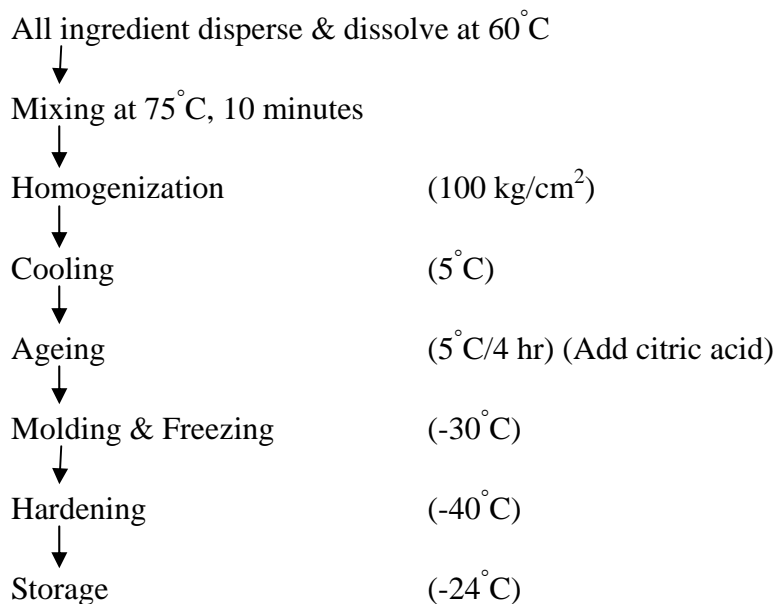 All ingredient disperse & dissolve at 60°C
Mixing at 75°C, 10 minutes
Homogenization (100 kg/cm²)
Cooling (5°C)
Ageing (5°C/4 hr) (Add citric acid)
Molding & Freezing (-30°C)
Hardening (-40°C)
Storage (-24°C)